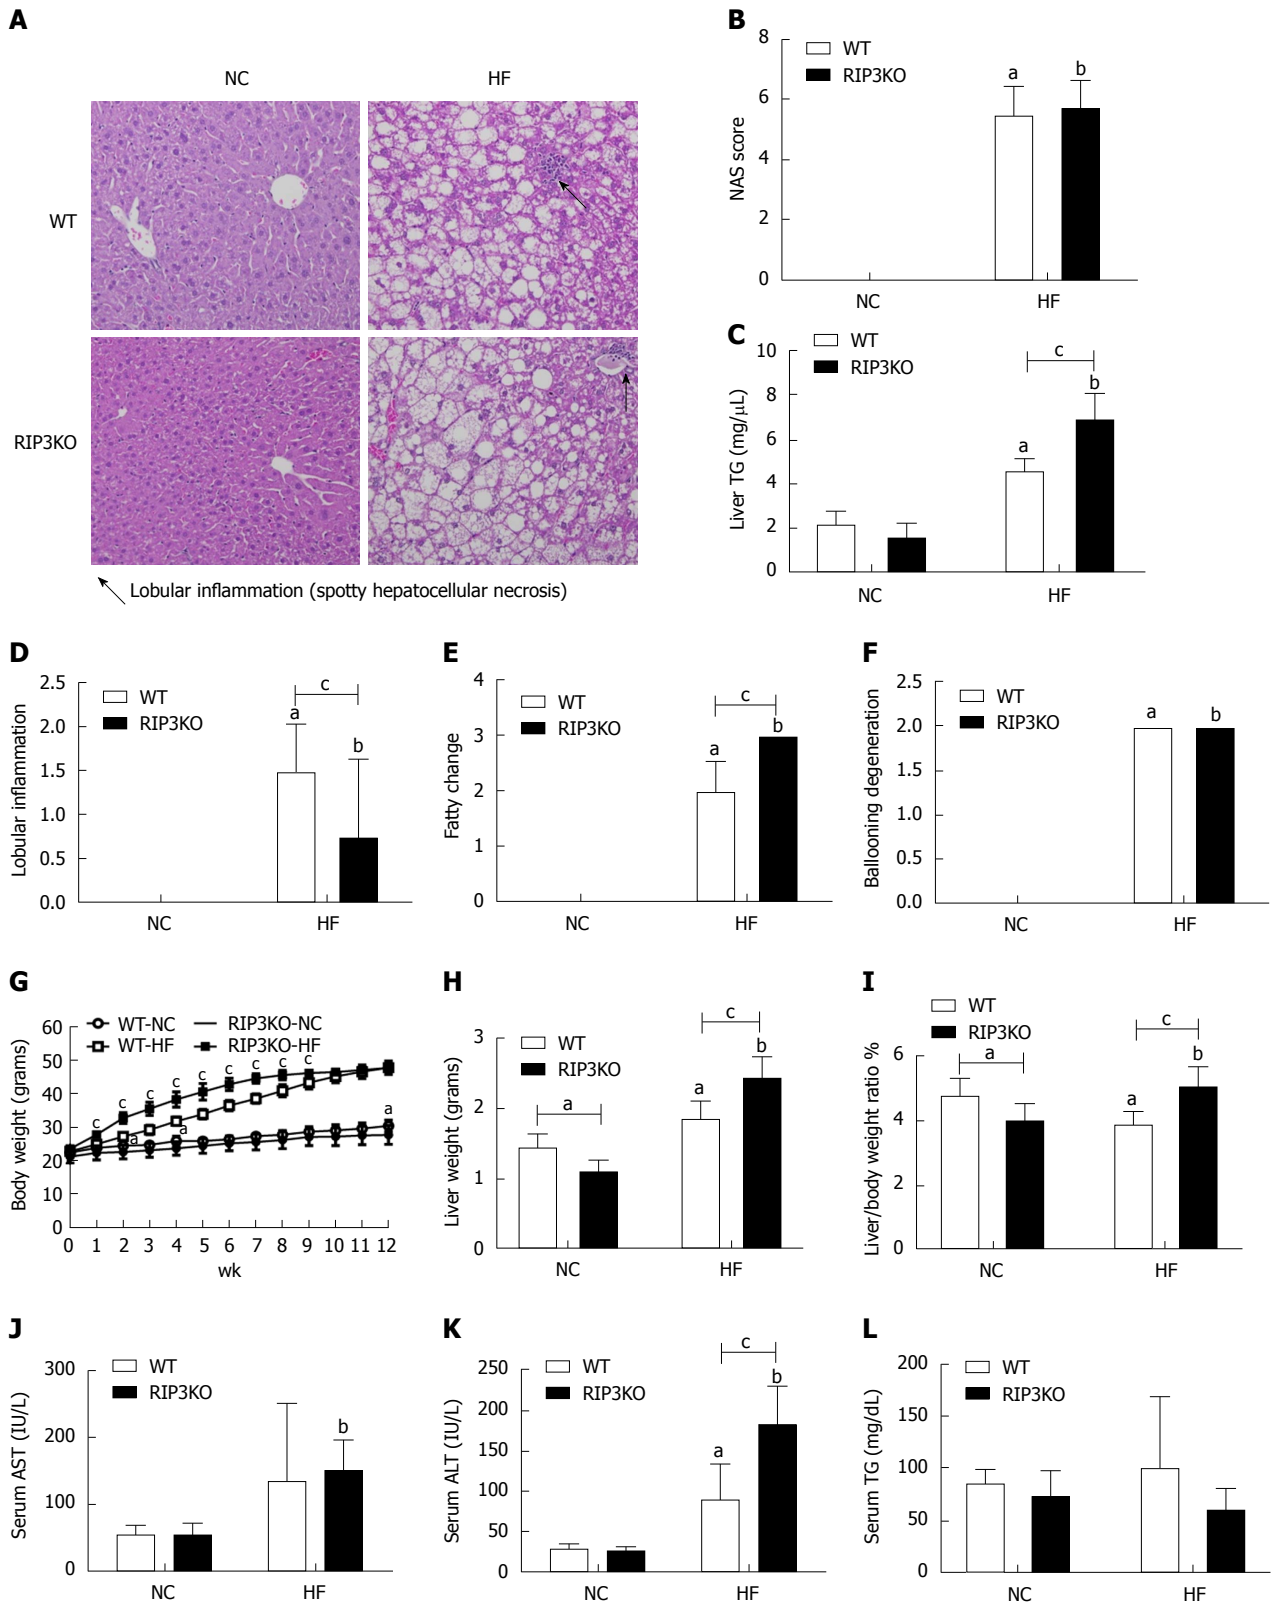 A
NC
HF
WT
RIP3KO
Lobular inflammation (spotty hepatocellular necrosis)
B
WT
RIP3KO
NAS score
8
6
4
2
0
a
b
NC
HF
C
WT
RIP3KO
Liver TG (mg/μL)
10
8
6
4
2
0
c
a
b
NC
HF
D
WT
RIP3KO
Lobular inflammation
2.5
2.0
1.5
1.0
0.5
0.0
c
a
b
NC
HF
E
WT
RIP3KO
Fatty change
4
3
2
1
0
c
a
b
NC
HF
F
WT
RIP3KO
Ballooning degeneration
2.5
2.0
1.5
1.0
0.5
0.0
a
b
NC
HF
G
WT-NC
RIP3KO-NC
WT-HF
RIP3KO-HF
Body weight (grams)
60
50
40
30
20
10
0
c c c c c c c c c
a a a
0 1 2 3 4 5 6 7 8 9 10 11 12
wk
H
WT
RIP3KO
Liver weight (grams)
3
2
1
0
a
c
a
b
NC
HF
I
WT
RIP3KO
Liver/body weight ratio %
6
4
2
0
a
c
a
b
NC
HF
J
WT
RIP3KO
Serum AST (IU/L)
300
200
100
0
b
NC
HF
K
WT
RIP3KO
Serum ALT (IU/L)
250
200
150
100
50
0
c
a
b
NC
HF
L
WT
RIP3KO
Serum TG (mg/dL)
200
150
100
50
0
NC
HF